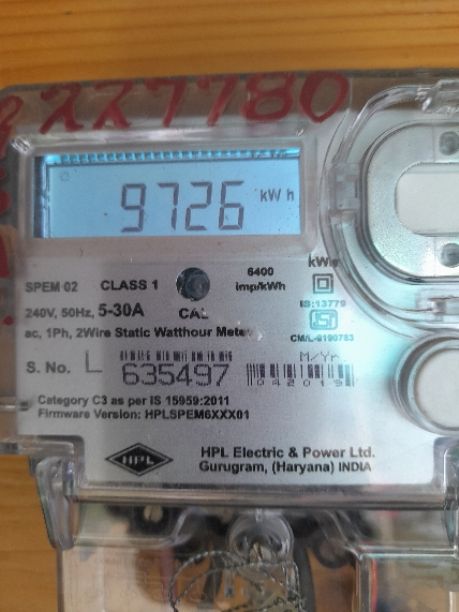 227780
9726 kWh
kWh
SPEM 02 CLASS 1
6400
imp/kWh
240V, 50Hz, 5-30A CAL
IS:13779
ac, 1Ph, 2Wire Static Watthour Meter
CM/L-9190783
S. No. L 635497
M/Yr
042019
Category C3 as per IS 15959:2011
Firmware Version: HPLSPEM6XXX01
HPL
HPL Electric & Power Ltd.
Gurugram, (Haryana) INDIA